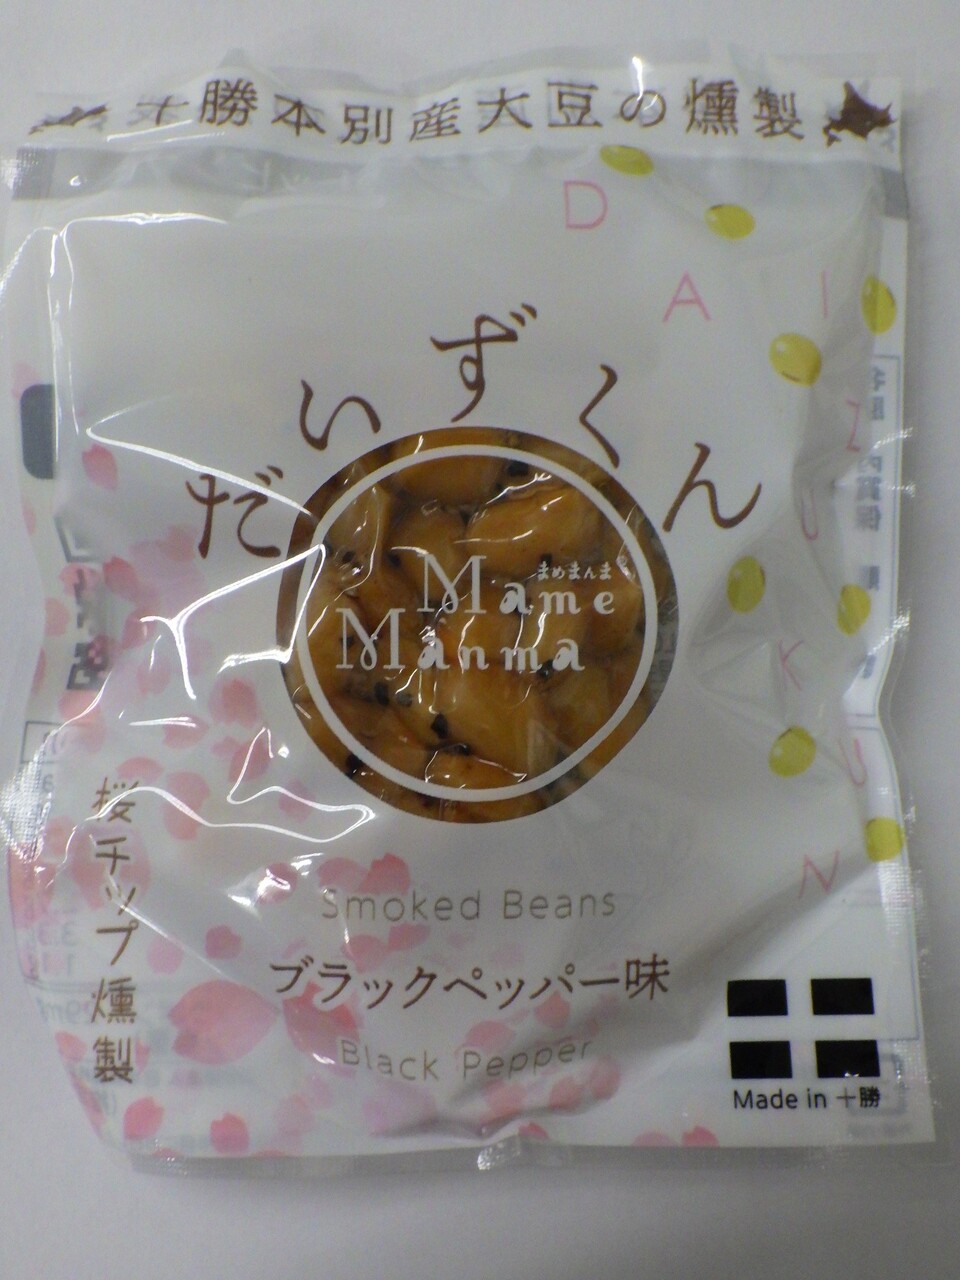 十勝本別産大豆の燻製
DAIZUKUN
だいずくん
まめまんま
Mame
Manma
桜チップ燻製
Smoked Beans
ブラックペッパー味
Black Pepper
Made in 十勝